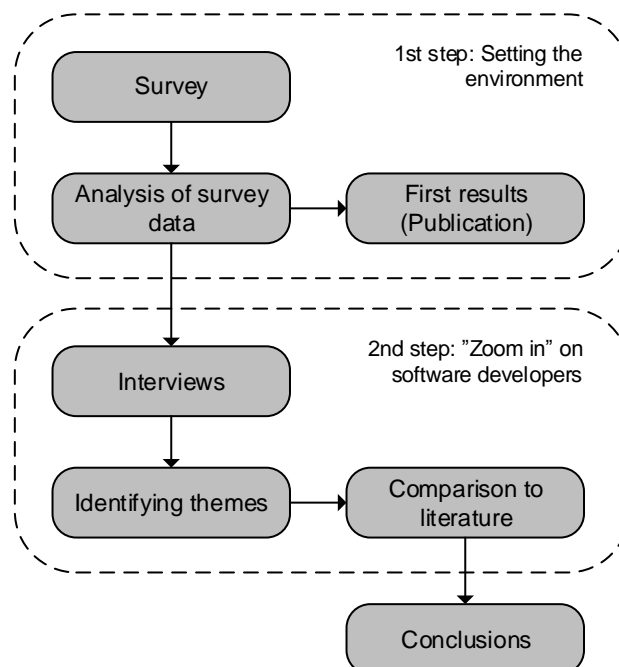 1st step: Setting the
environment
Survey
Analysis of survey
data
First results
(Publication)
2nd step: ”Zoom in” on
software developers
Interviews
Identifying themes
Comparison to
literature
Conclusions